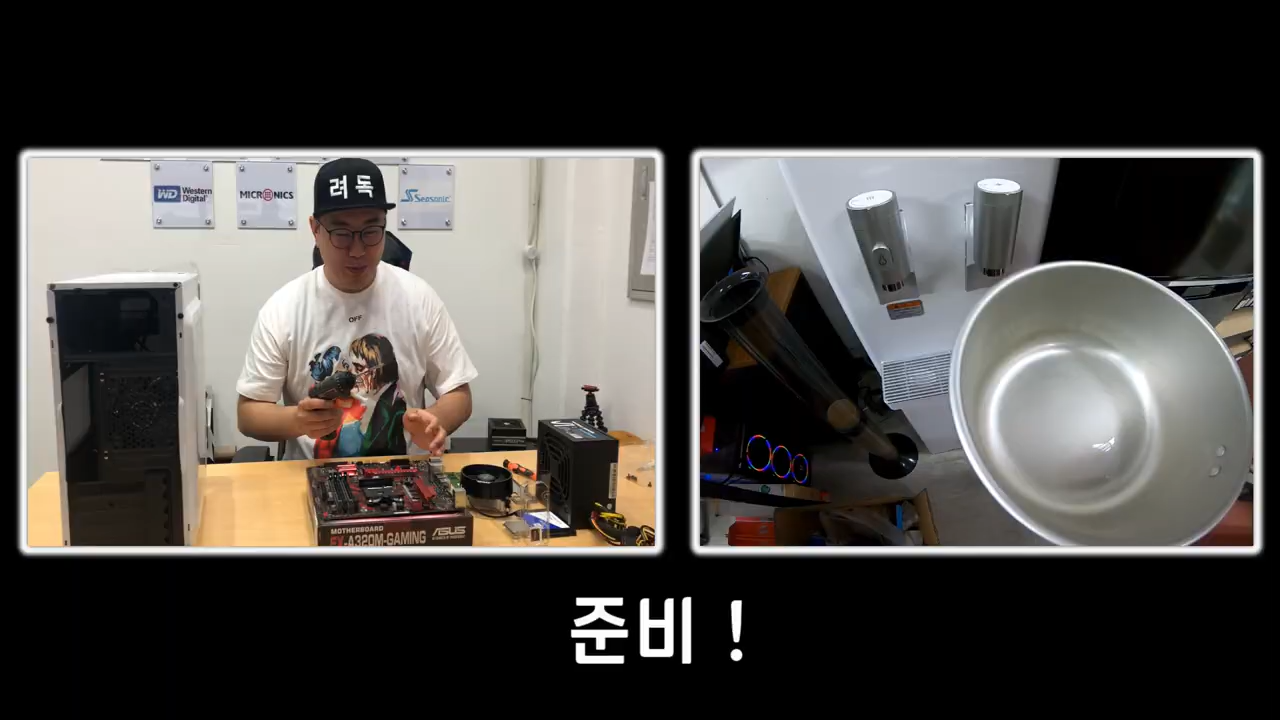 WD Western Digital
MICRONICS
Seasonic
려 독
OFF
MOTHERBOARD
EX-A320M-GAMING
ASUS
준비 !